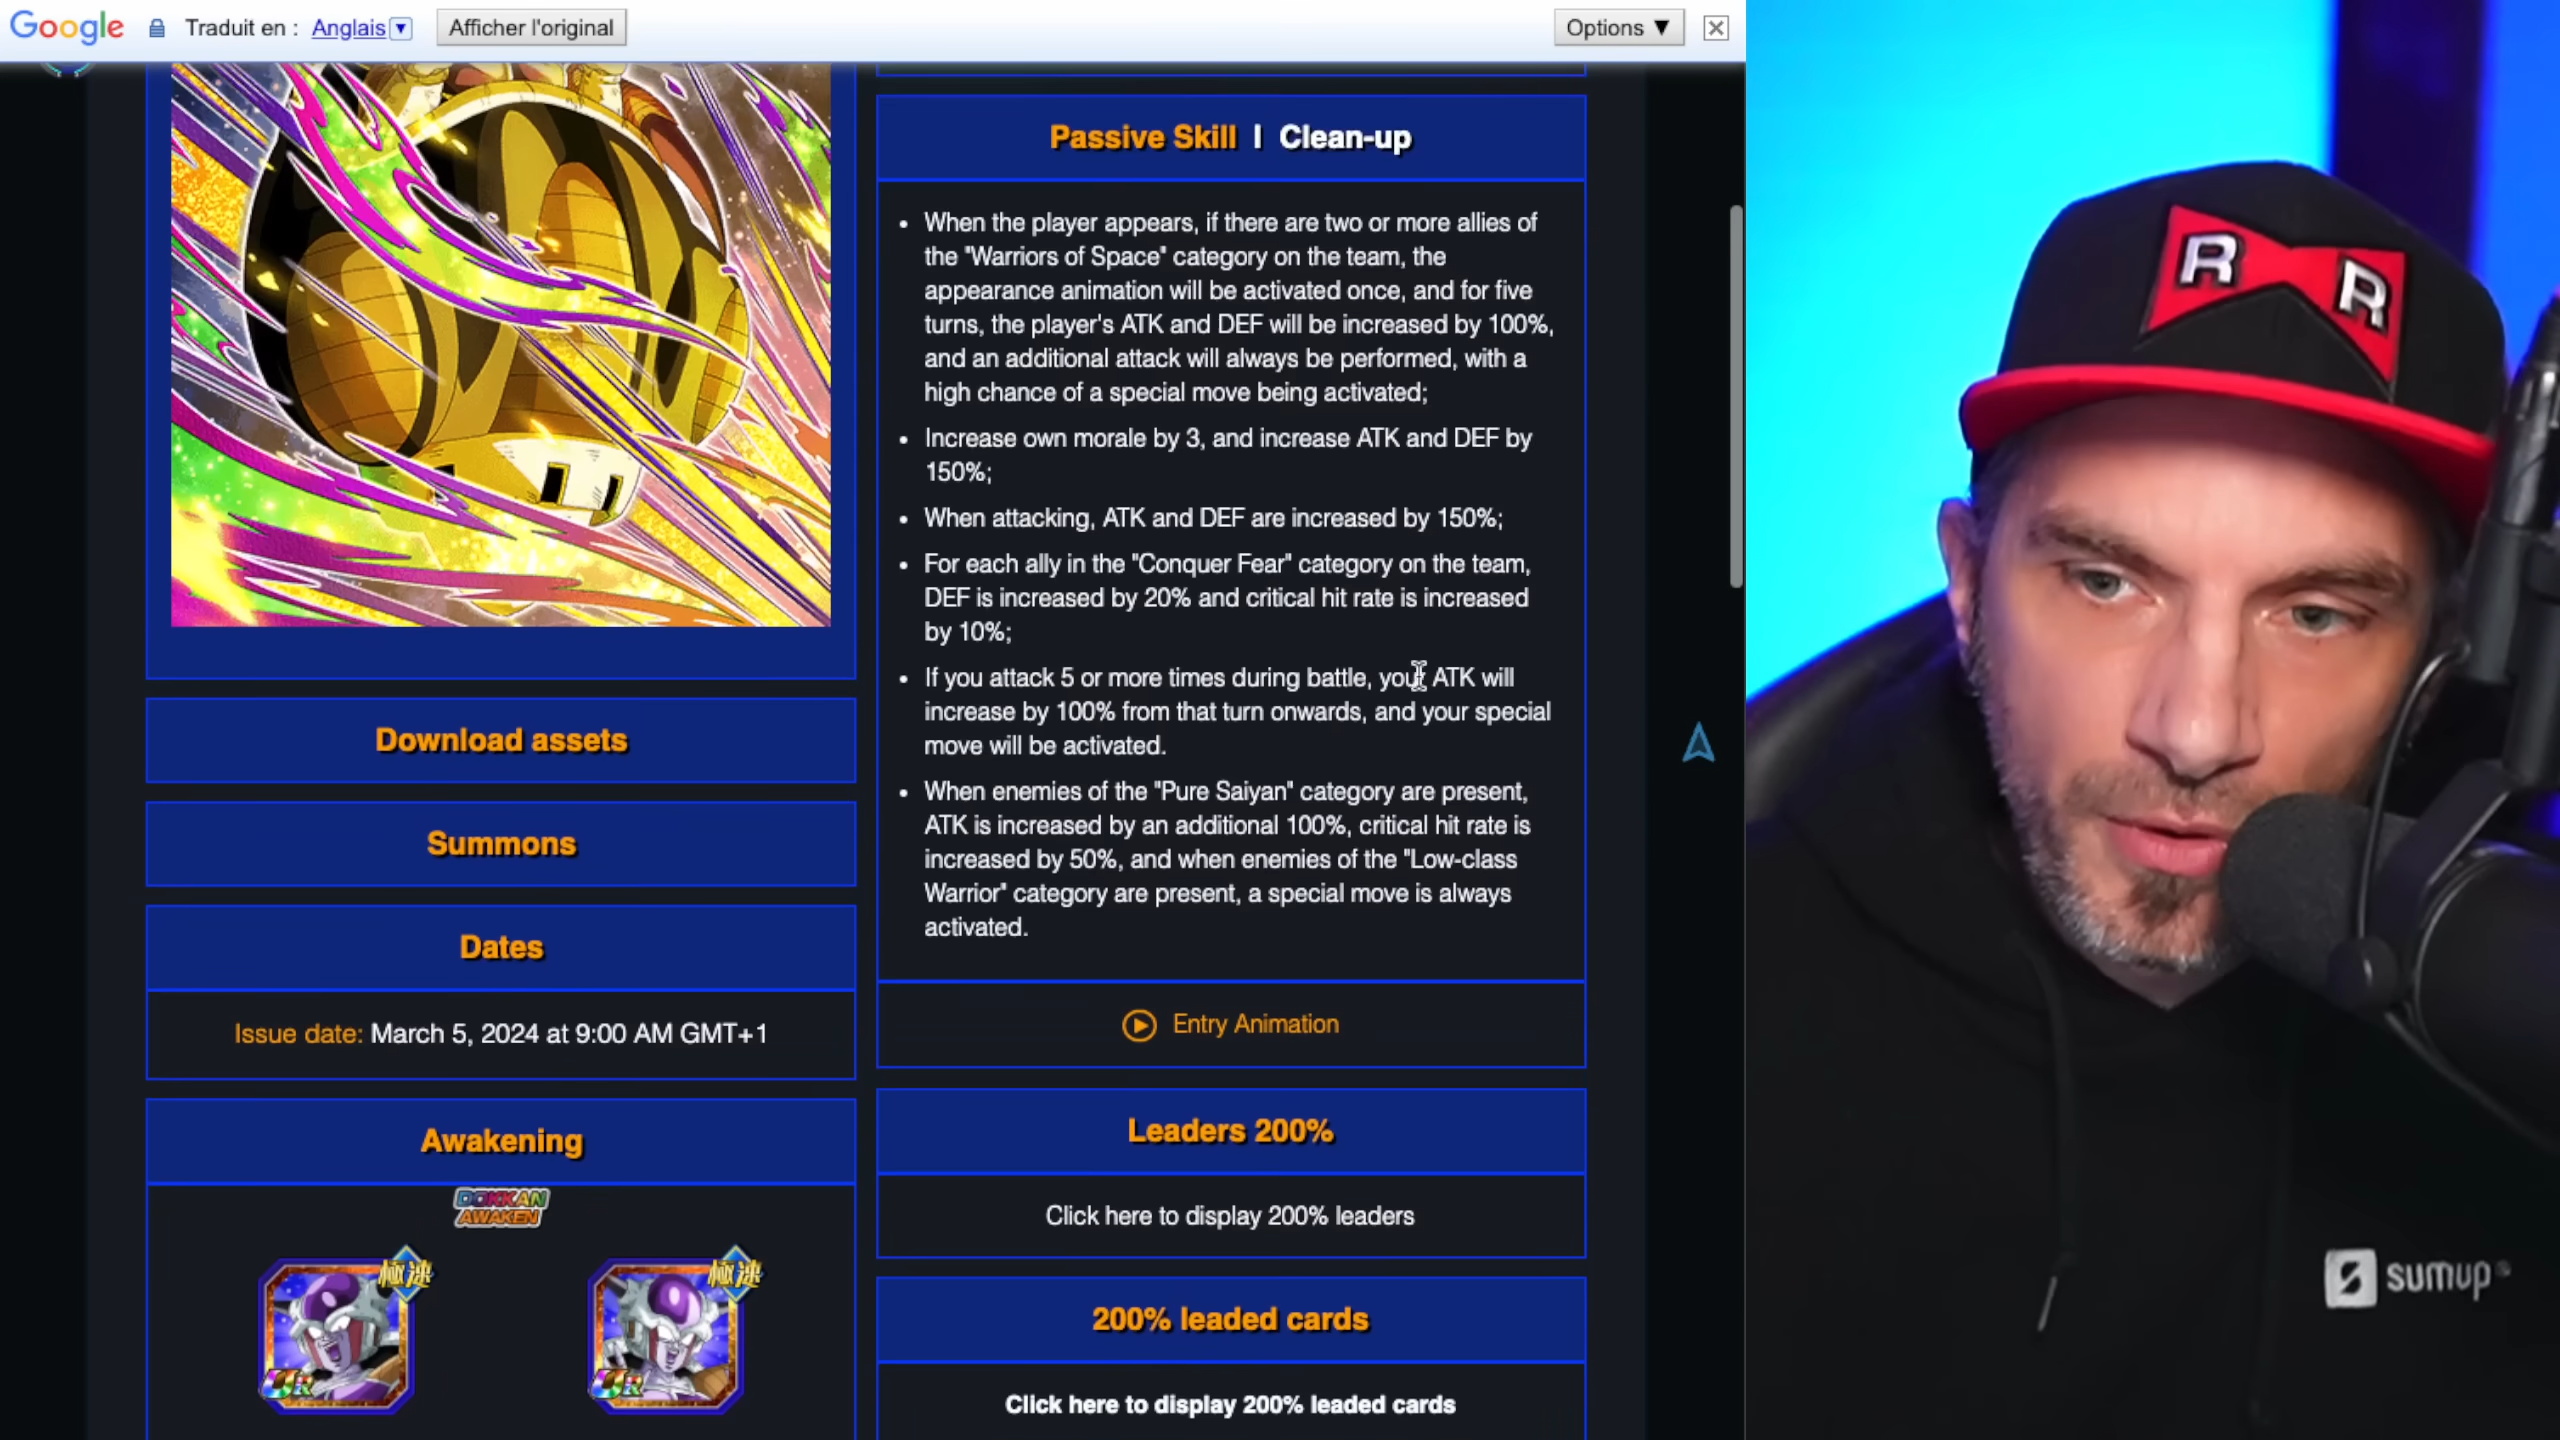 Google Traduit en : Anglais ▼ Afficher l'original Options ▼
Passive Skill | Clean-up
• When the player appears, if there are two or more allies of
the "Warriors of Space" category on the team, the
appearance animation will be activated once, and for five
turns, the player's ATK and DEF will be increased by 100%,
and an additional attack will always be performed, with a
high chance of a special move being activated;
• Increase own morale by 3, and increase ATK and DEF by
150%;
• When attacking, ATK and DEF are increased by 150%;
• For each ally in the "Conquer Fear" category on the team,
DEF is increased by 20% and critical hit rate is increased
by 10%;
• If you attack 5 or more times during battle, your ATK will
increase by 100% from that turn onwards, and your special
move will be activated.
• When enemies of the "Pure Saiyan" category are present,
ATK is increased by an additional 100%, critical hit rate is
increased by 50%, and when enemies of the "Low-class
Warrior" category are present, a special move is always
activated.
Entry Animation
Leaders 200%
Click here to display 200% leaders
200% leaded cards
Click here to display 200% leaded cards
Download assets
Summons
Dates
Issue date: March 5, 2024 at 9:00 AM GMT+1
Awakening
DOKKAN
AWAKEN
極速
UR
極速
UR
R R
sumup